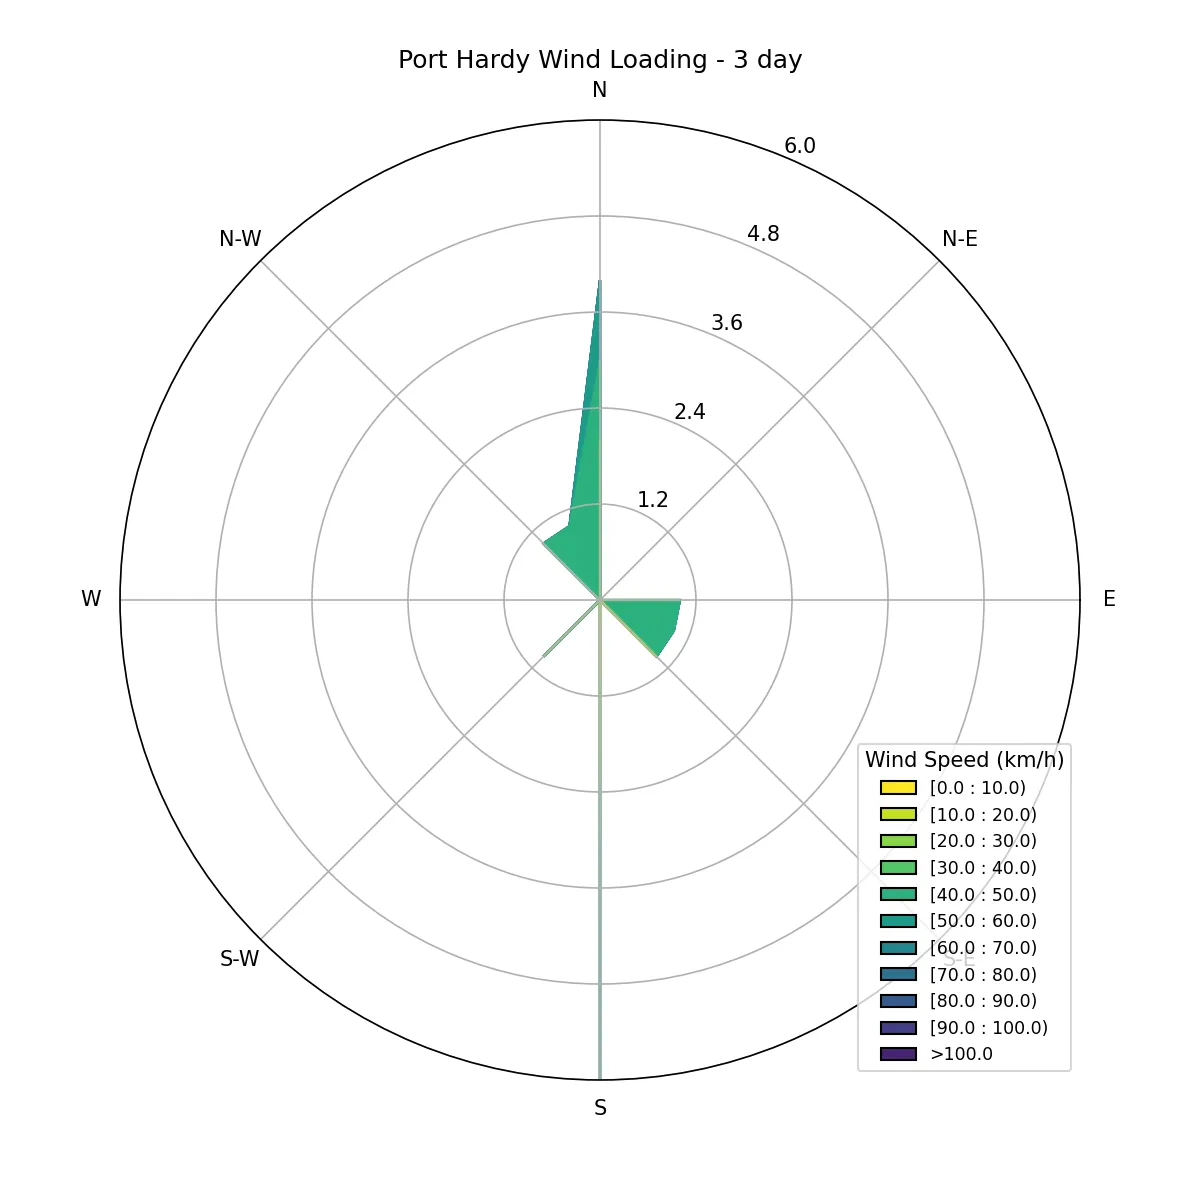 Port Hardy Wind Loading - 3 day
N
6.0
N-W
4.8
N-E
3.6
2.4
1.2
W
E
S-W
S-E
S
Wind Speed (km/h)
[0.0 : 10.0)
[10.0 : 20.0)
[20.0 : 30.0)
[30.0 : 40.0)
[40.0 : 50.0)
[50.0 : 60.0)
[60.0 : 70.0)
[70.0 : 80.0)
[80.0 : 90.0)
[90.0 : 100.0)
>100.0